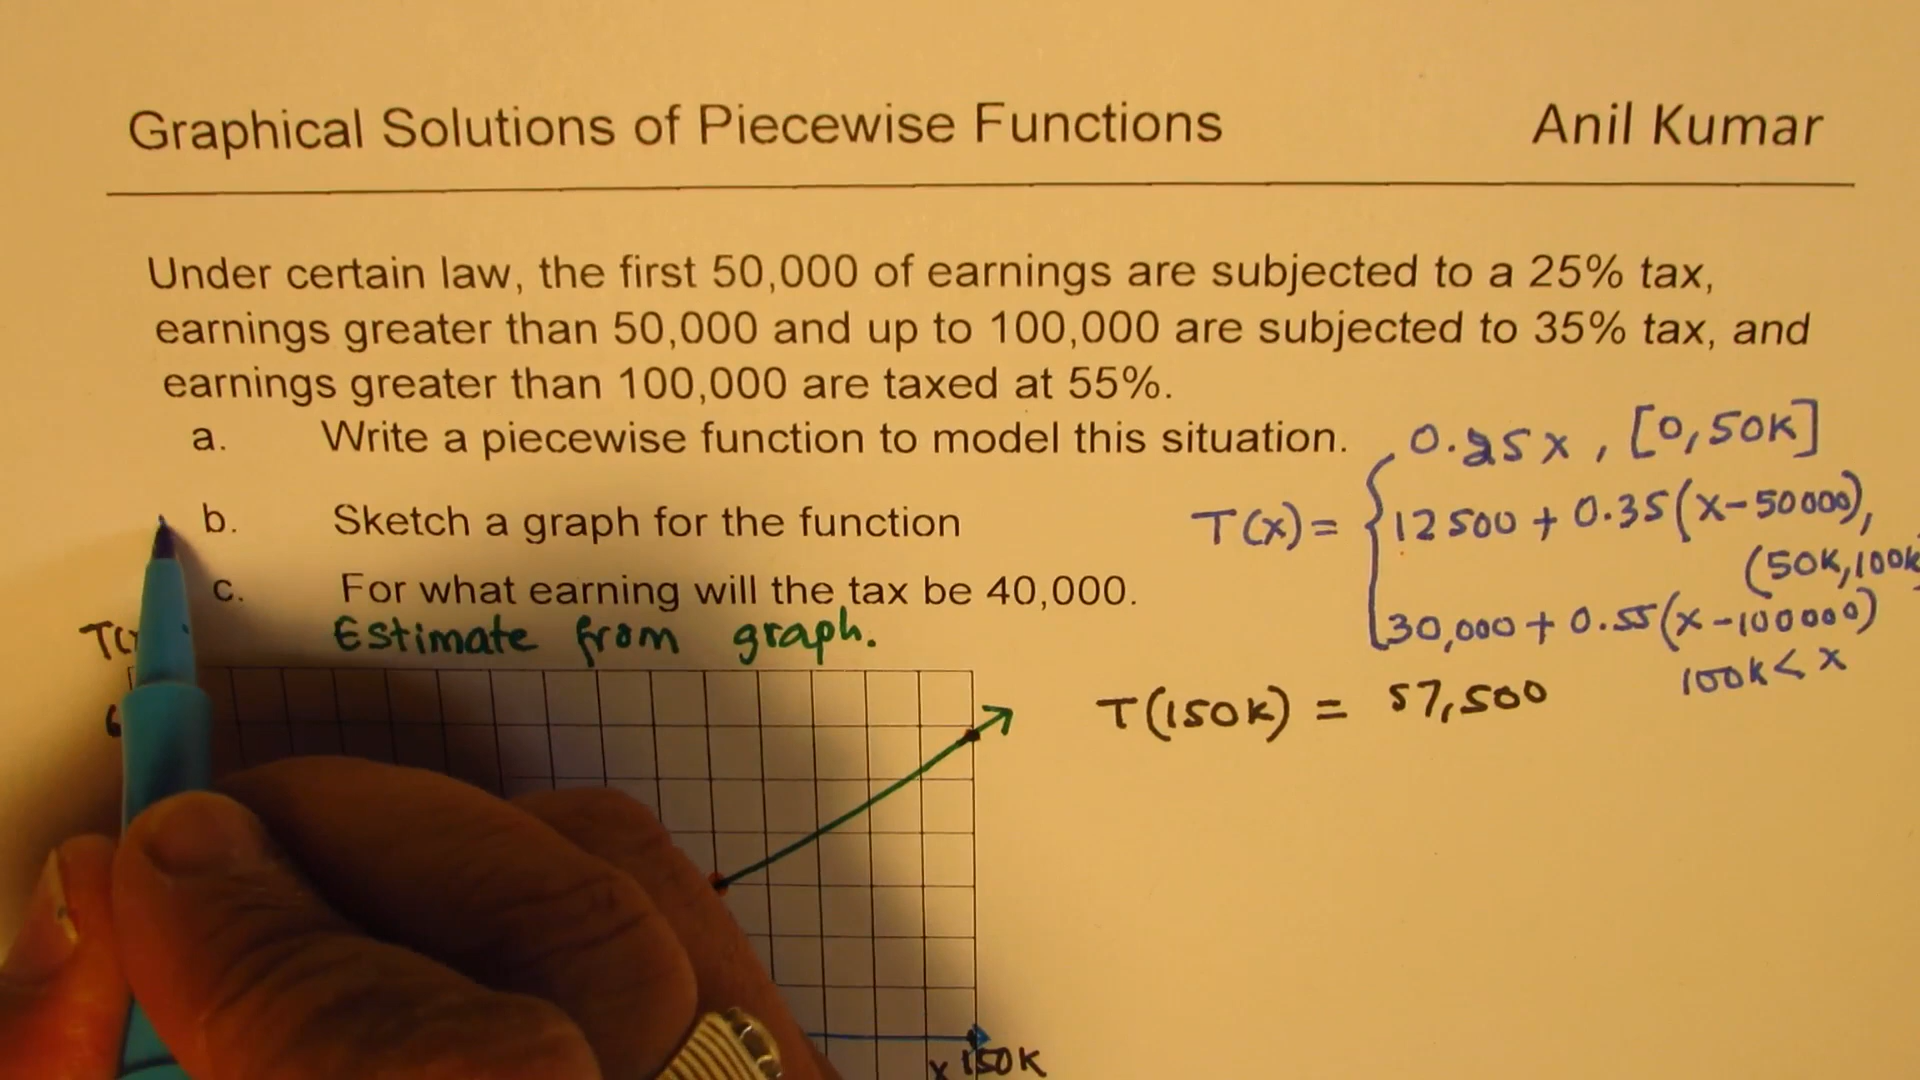 Graphical Solutions of Piecewise Functions Anil Kumar
Under certain law, the first 50,000 of earnings are subjected to a 25% tax,
earnings greater than 50,000 and up to 100,000 are subjected to 35% tax, and
earnings greater than 100,000 are taxed at 55%.
a. Write a piecewise function to model this situation.
0.25x, [0,50K]
b. Sketch a graph for the function
T(x) = { 12500 + 0.35(x-50000),
(50K,100K
c. For what earning will the tax be 40,000.
30,000 + 0.55(x-100000)
100K < x
Estimate from graph.
T(150K) = 57,500
x 150K